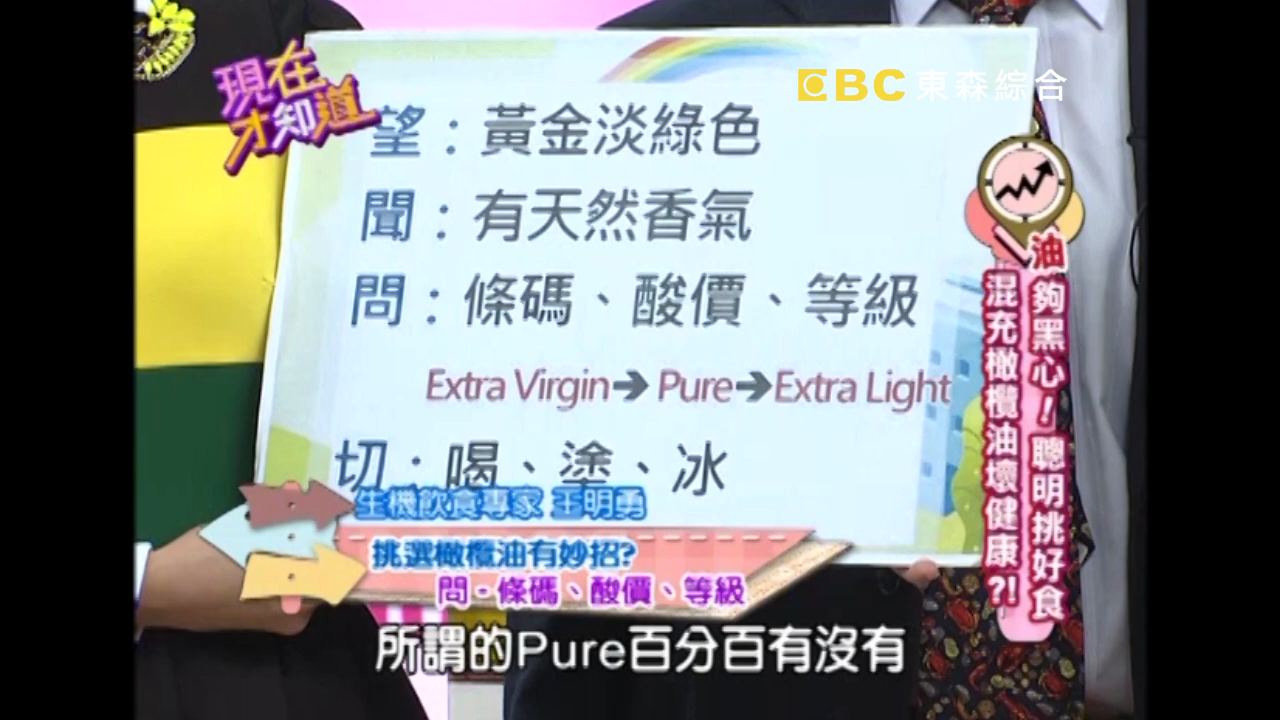 現在
才知道
EBC 東森綜合
望：黃金淡綠色
聞：有天然香氣
問：條碼、酸價、等級
Extra Virgin➔Pure➔Extra Light
切：喝、塗、冰
油夠黑心！聰明挑好食
混充橄欖油壞健康?!
生機飲食專家 王明勇
挑選橄欖油有妙招?
問-條碼、酸價、等級
所謂的Pure百分百有沒有